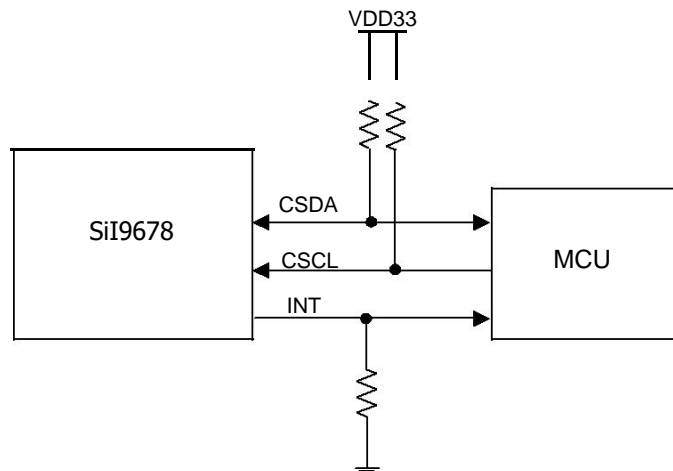 VDD33
CSDA
SiI9678
CSCL
MCU
INT